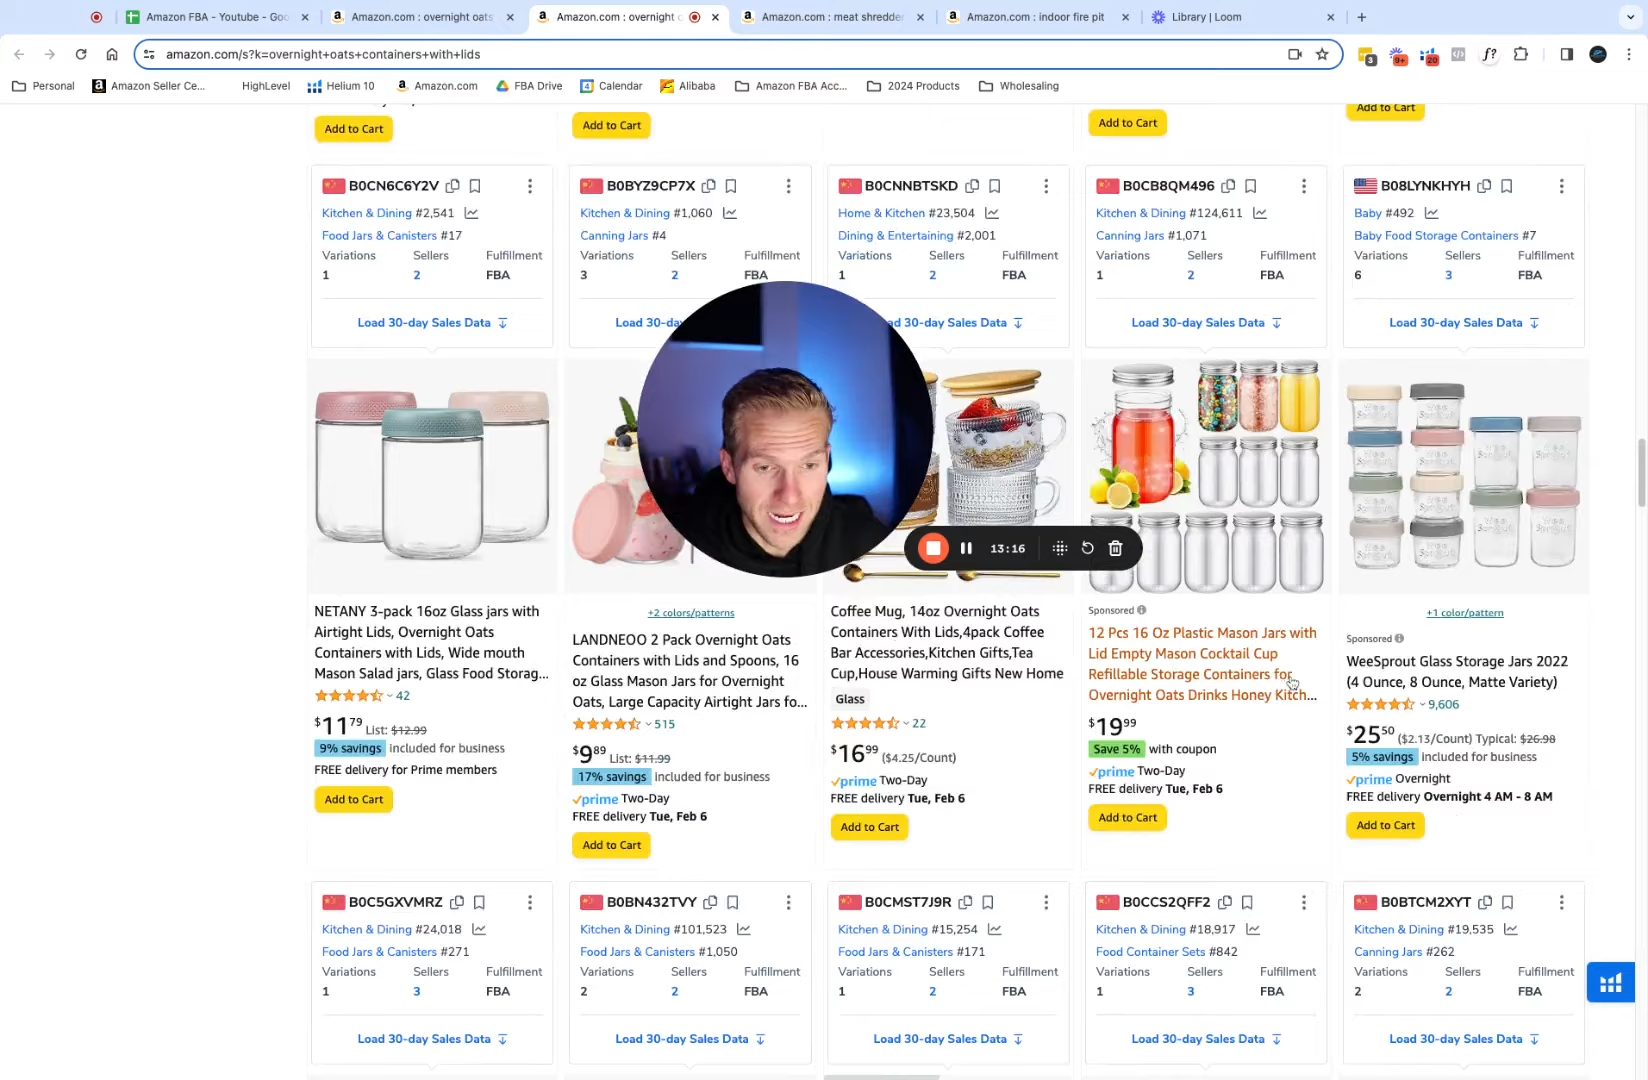 Amazon FBA - Youtube - Goo
Amazon.com : overnight oats
Amazon.com : overnight o
Amazon.com : meat shredder
Amazon.com : indoor fire pit
Library | Loom
amazon.com/s?k=overnight+oats+containers+with+lids
3
9+
20
f?
Personal
Amazon Seller Ce...
HighLevel
Helium 10
Amazon.com
FBA Drive
Calendar
Alibaba
Amazon FBA Acc...
2024 Products
Wholesaling
Add to Cart
Add to Cart
Add to Cart
Add to Cart
B0CN6C6Y2V
Kitchen & Dining #2,541
Food Jars & Canisters #17
Variations Sellers Fulfillment
1 2 FBA
Load 30-day Sales Data
B0BYZ9CP7X
Kitchen & Dining #1,060
Canning Jars #4
Variations Sellers Fulfillment
3 2 FBA
Load 30-da
B0CNNBTSKD
Home & Kitchen #23,504
Dining & Entertaining #2,001
Variations Sellers Fulfillment
1 2 FBA
ad 30-day Sales Data
B0CB8QM496
Kitchen & Dining #124,611
Canning Jars #1,071
Variations Sellers Fulfillment
1 2 FBA
Load 30-day Sales Data
B08LYNKHYH
Baby #492
Baby Food Storage Containers #7
Variations Sellers Fulfillment
6 3 FBA
Load 30-day Sales Data
13:16
NETANY 3-pack 16oz Glass jars with
Airtight Lids, Overnight Oats
Containers with Lids, Wide mouth
Mason Salad jars, Glass Food Storag...
42
$11.79 List: $12.99
9% savings included for business
FREE delivery for Prime members
Add to Cart
+2 colors/patterns
LANDNEOO 2 Pack Overnight Oats
Containers with Lids and Spoons, 16
oz Glass Mason Jars for Overnight
Oats, Large Capacity Airtight Jars fo...
515
$9.89 List: $11.99
17% savings included for business
prime Two-Day
FREE delivery Tue, Feb 6
Add to Cart
Coffee Mug, 14oz Overnight Oats
Containers With Lids,4pack Coffee
Bar Accessories,Kitchen Gifts,Tea
Cup,House Warming Gifts New Home
Glass
22
$16.99 ($4.25/Count)
prime Two-Day
FREE delivery Tue, Feb 6
Add to Cart
Sponsored
12 Pcs 16 Oz Plastic Mason Jars with
Lid Empty Mason Cocktail Cup
Refillable Storage Containers for
Overnight Oats Drinks Honey Kitch...
$19.99
Save 5% with coupon
prime Two-Day
FREE delivery Tue, Feb 6
Add to Cart
+1 color/pattern
Sponsored
WeeSprout Glass Storage Jars 2022
(4 Ounce, 8 Ounce, Matte Variety)
9,606
$25.50 ($2.13/Count) Typical: $26.98
5% savings included for business
prime Overnight
FREE delivery Overnight 4 AM - 8 AM
Add to Cart
B0C5GXVMRZ
Kitchen & Dining #24,018
Food Jars & Canisters #271
Variations Sellers Fulfillment
1 3 FBA
Load 30-day Sales Data
B0BN432TVY
Kitchen & Dining #101,523
Food Jars & Canisters #1,050
Variations Sellers Fulfillment
2 2 FBA
Load 30-day Sales Data
B0CMST7J9R
Kitchen & Dining #15,254
Food Jars & Canisters #171
Variations Sellers Fulfillment
1 2 FBA
Load 30-day Sales Data
B0CCS2QFF2
Kitchen & Dining #18,917
Food Container Sets #842
Variations Sellers Fulfillment
1 3 FBA
Load 30-day Sales Data
B0BTCM2XYT
Kitchen & Dining #19,535
Canning Jars #262
Variations Sellers Fulfillment
2 2 FBA
Load 30-day Sales Data